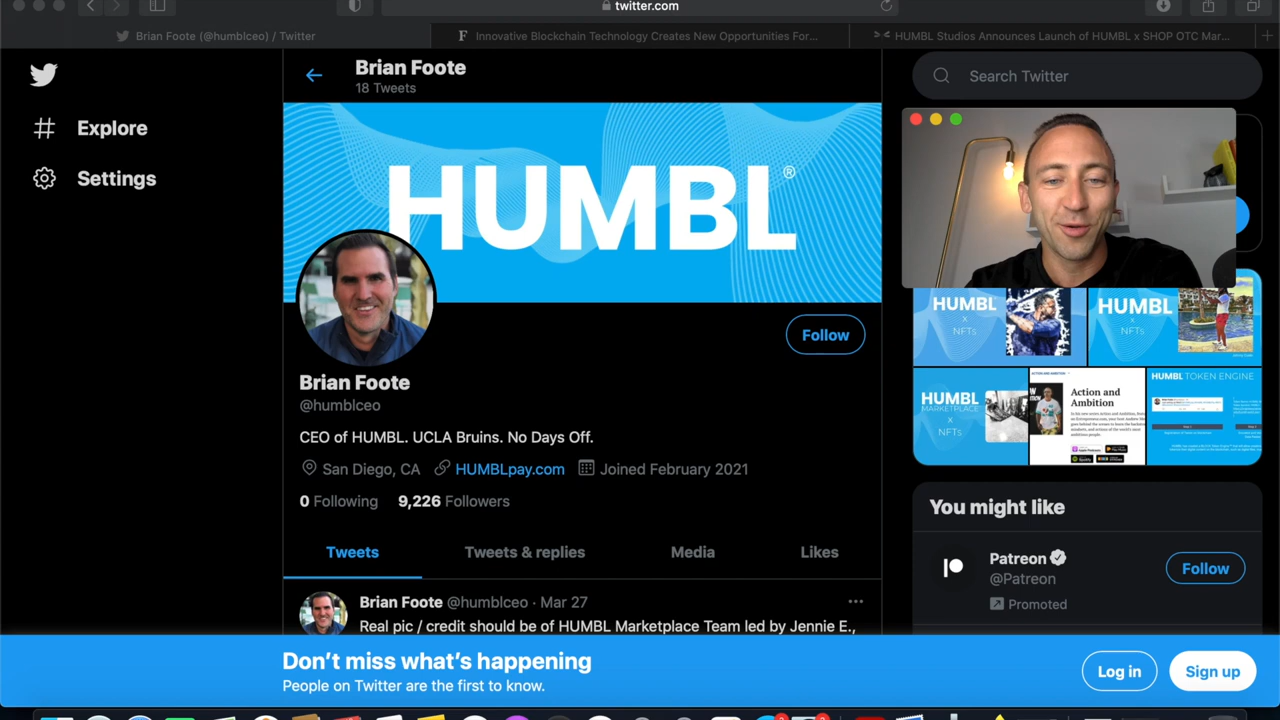 twitter.com
Brian Foote (@humblceo) / Twitter
F Innovative Blockchain Technology Creates New Opportunities For...
HUMBL Studios Announces Launch of HUMBL x SHOP OTC Mar...
Brian Foote
18 Tweets
Search Twitter
Explore
Settings
HUMBL®
Follow
Brian Foote
@humblceo
CEO of HUMBL. UCLA Bruins. No Days Off.
San Diego, CA HUMBLpay.com Joined February 2021
0 Following 9,226 Followers
Tweets Tweets & replies Media Likes
Brian Foote @humblceo · Mar 27
Real pic / credit should be of HUMBL Marketplace Team led by Jennie E.,
HUMBL
x
NFTs
HUMBL
x
NFTs
HUMBL
MARKETPLACE
x
NFTs
ACTION AND AMBITION
Action and
Ambition
HUMBL TOKEN ENGINE
You might like
Patreon
@Patreon
Promoted
Follow
Don't miss what's happening
People on Twitter are the first to know.
Log in
Sign up